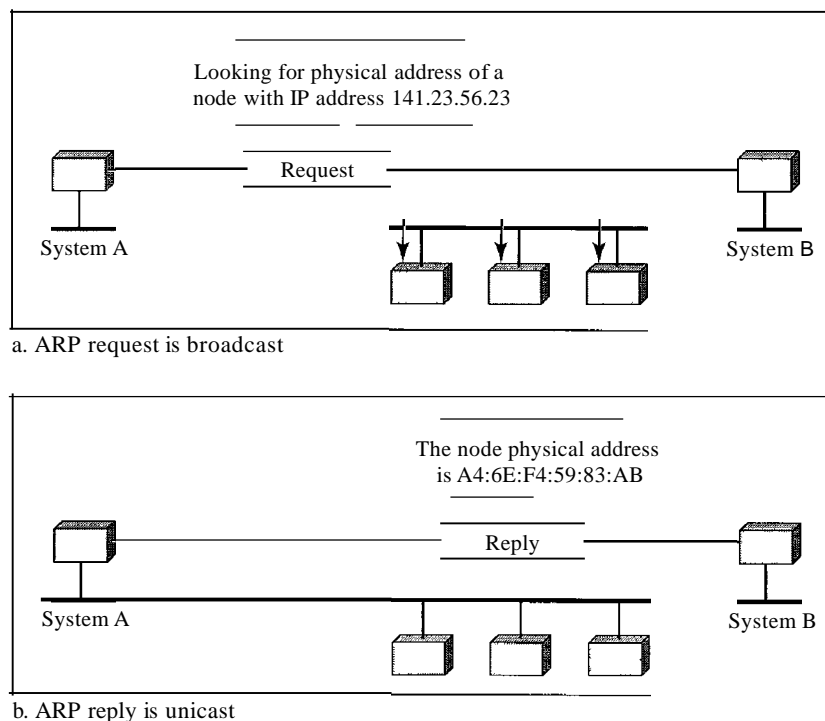 Looking for physical address of a
node with IP address 141.23.56.23
Request
System A
System B
a. ARP request is broadcast
The node physical address
is A4:6E:F4:59:83:AB
Reply
System A
System B
b. ARP reply is unicast